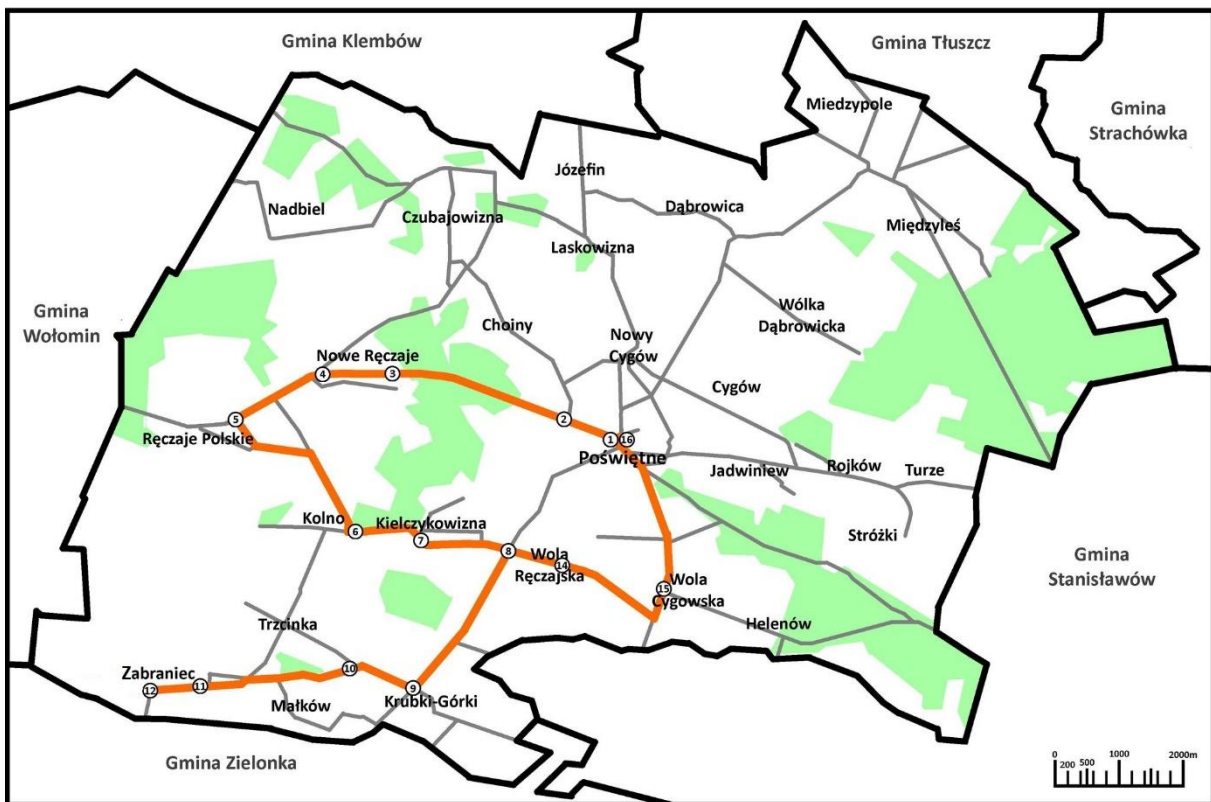 Gmina Klembów
Gmina Tłuszcz
Miedzypole
Gmina
Strachówka
Józefin
Nadbiel
Czubajowizna
Dąbrowica
Międzyleś
Laskowizna
Gmina
Wołomin
Choiny
Wólka
Dąbrowicka
Nowy
Cygów
Nowe Ręczaje
4
3
Cygów
5
2
Ręczaje Polskie
1
16
Poświętne
Jadwiniew
Rojków
Turze
Kolno
Kielczykowizna
6
7
Stróżki
8
Wola
14
Ręczajska
Gmina
Stanisławów
15
Wola
Cygowska
Trzcinka
Helenów
Zabraniec
10
12
11
9
Małków
Krubki-Górki
Gmina Zielonka
0
200
500
1000
2000m